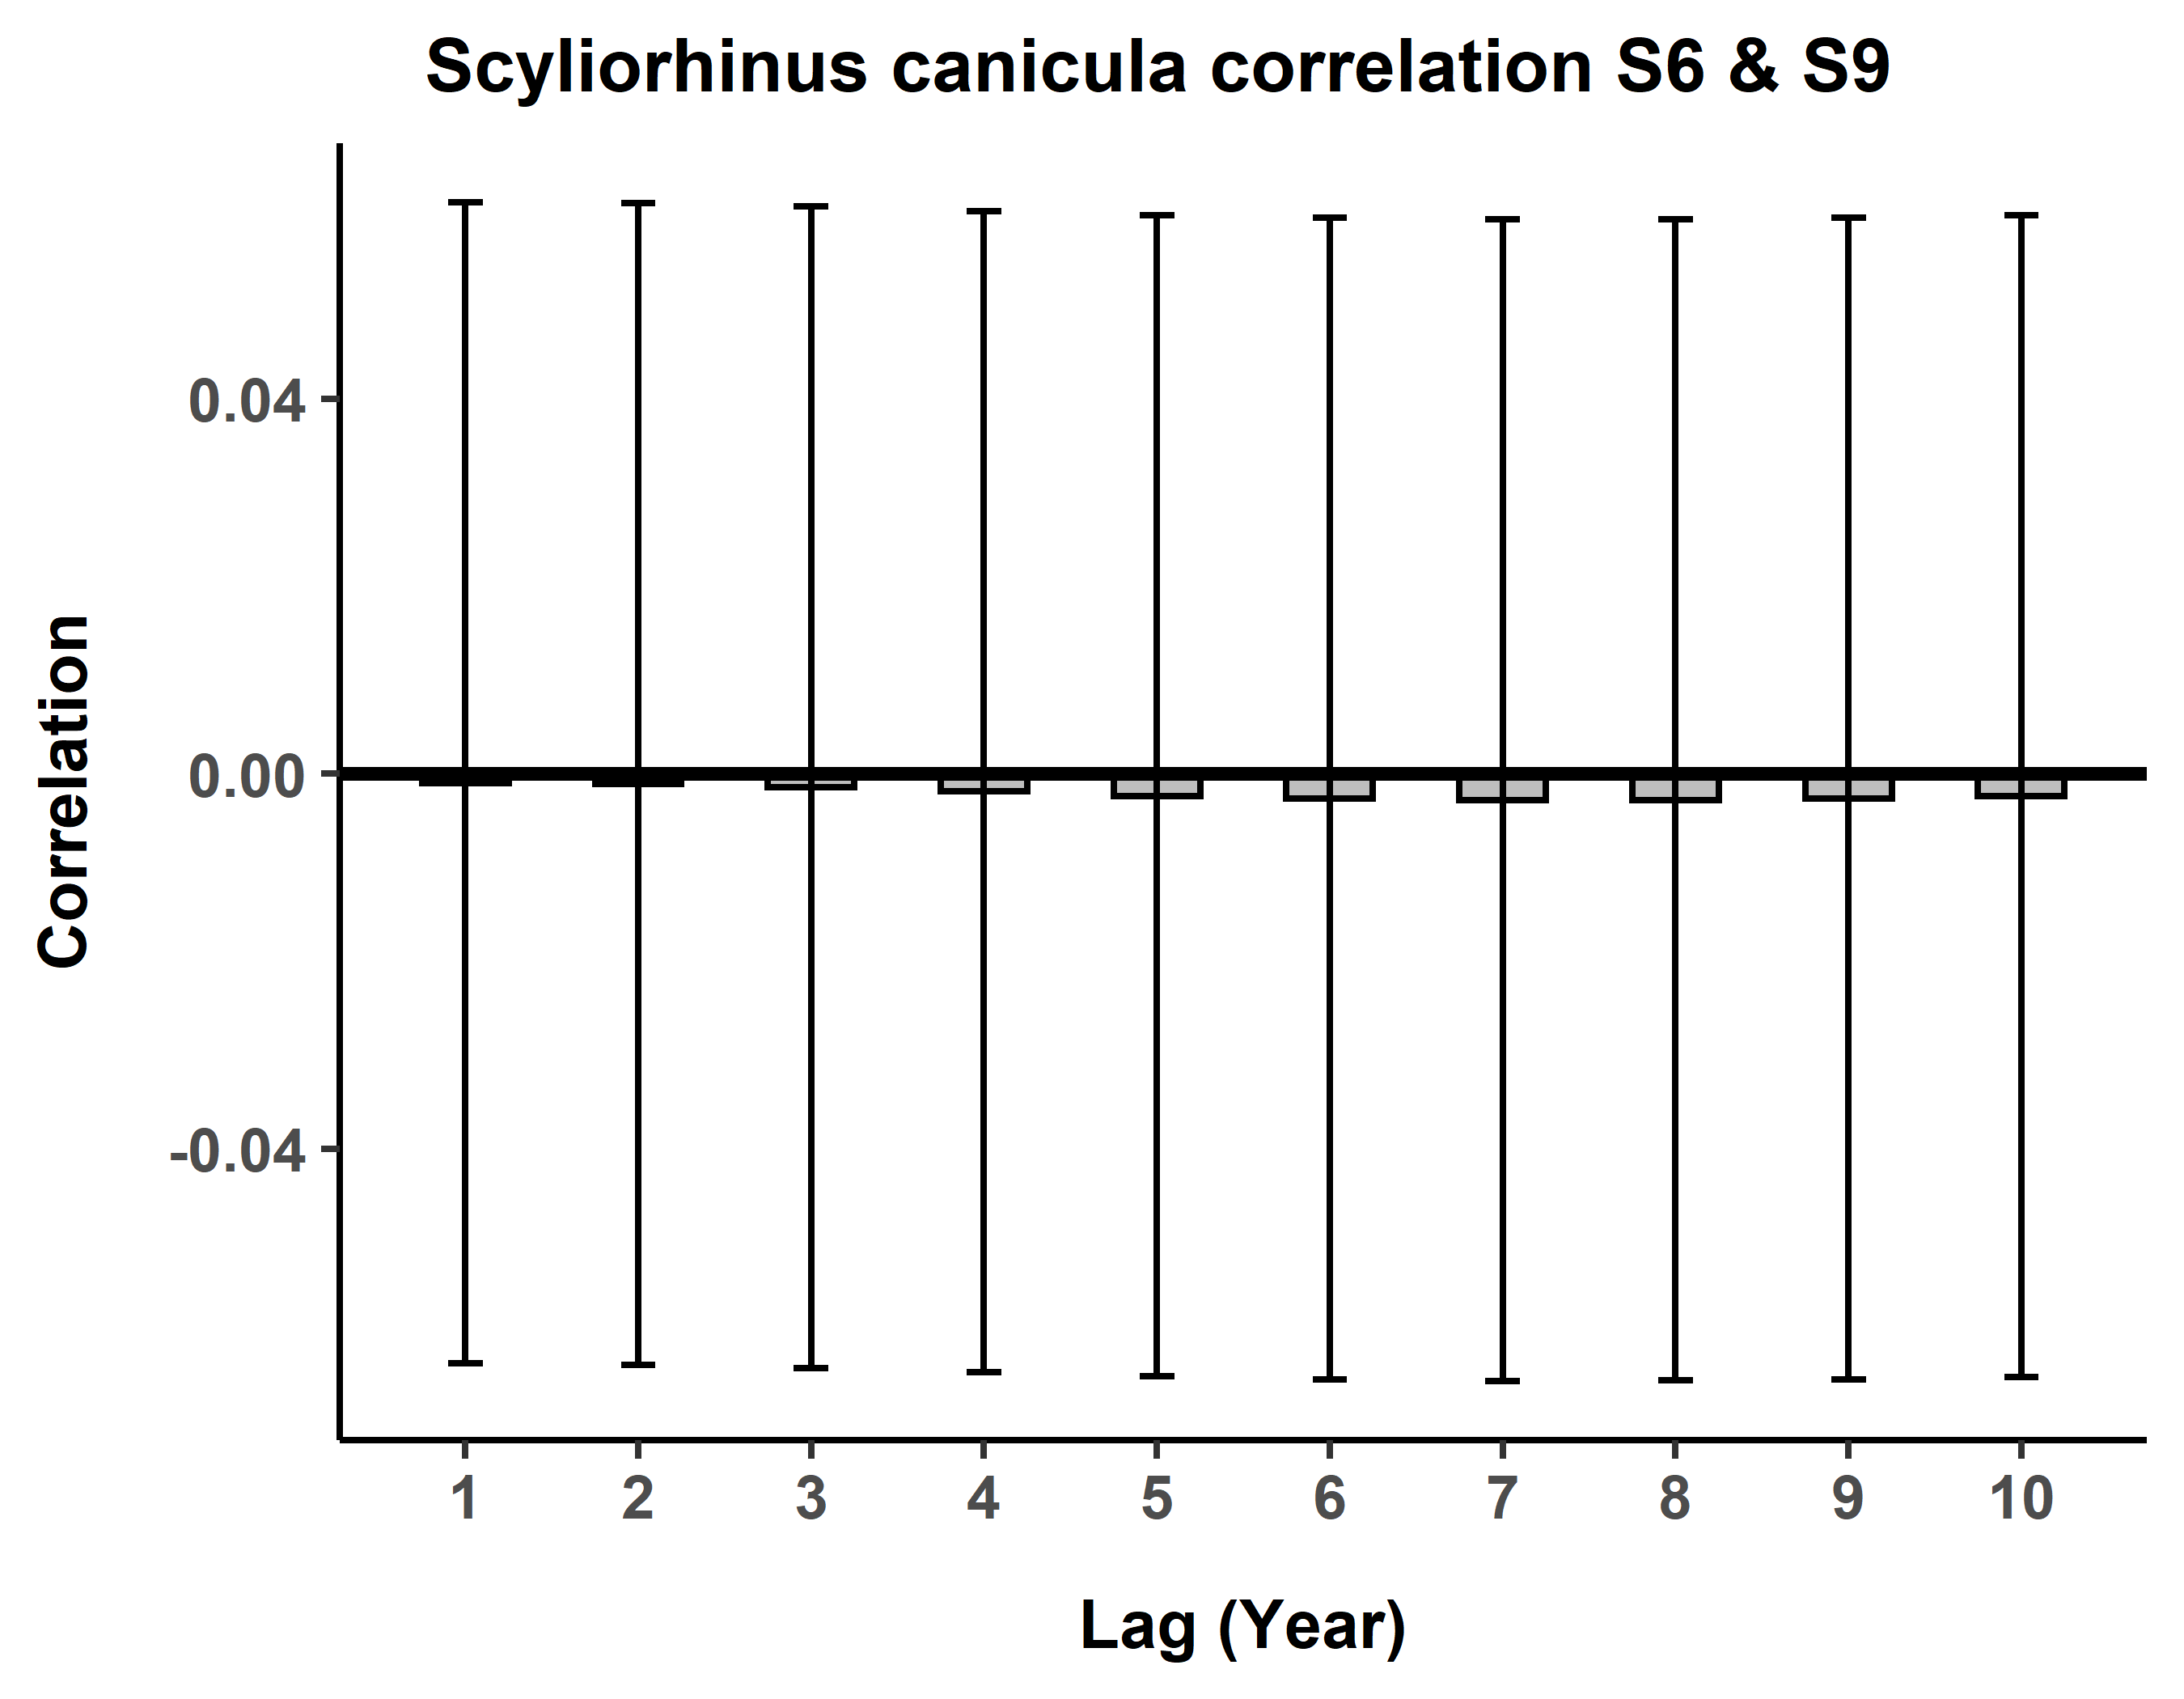 Scyliorhinus canicula correlation S6 & S9
Correlation
0.04
0.00
-0.04
1 2 3 4 5 6 7 8 9 10
Lag (Year)